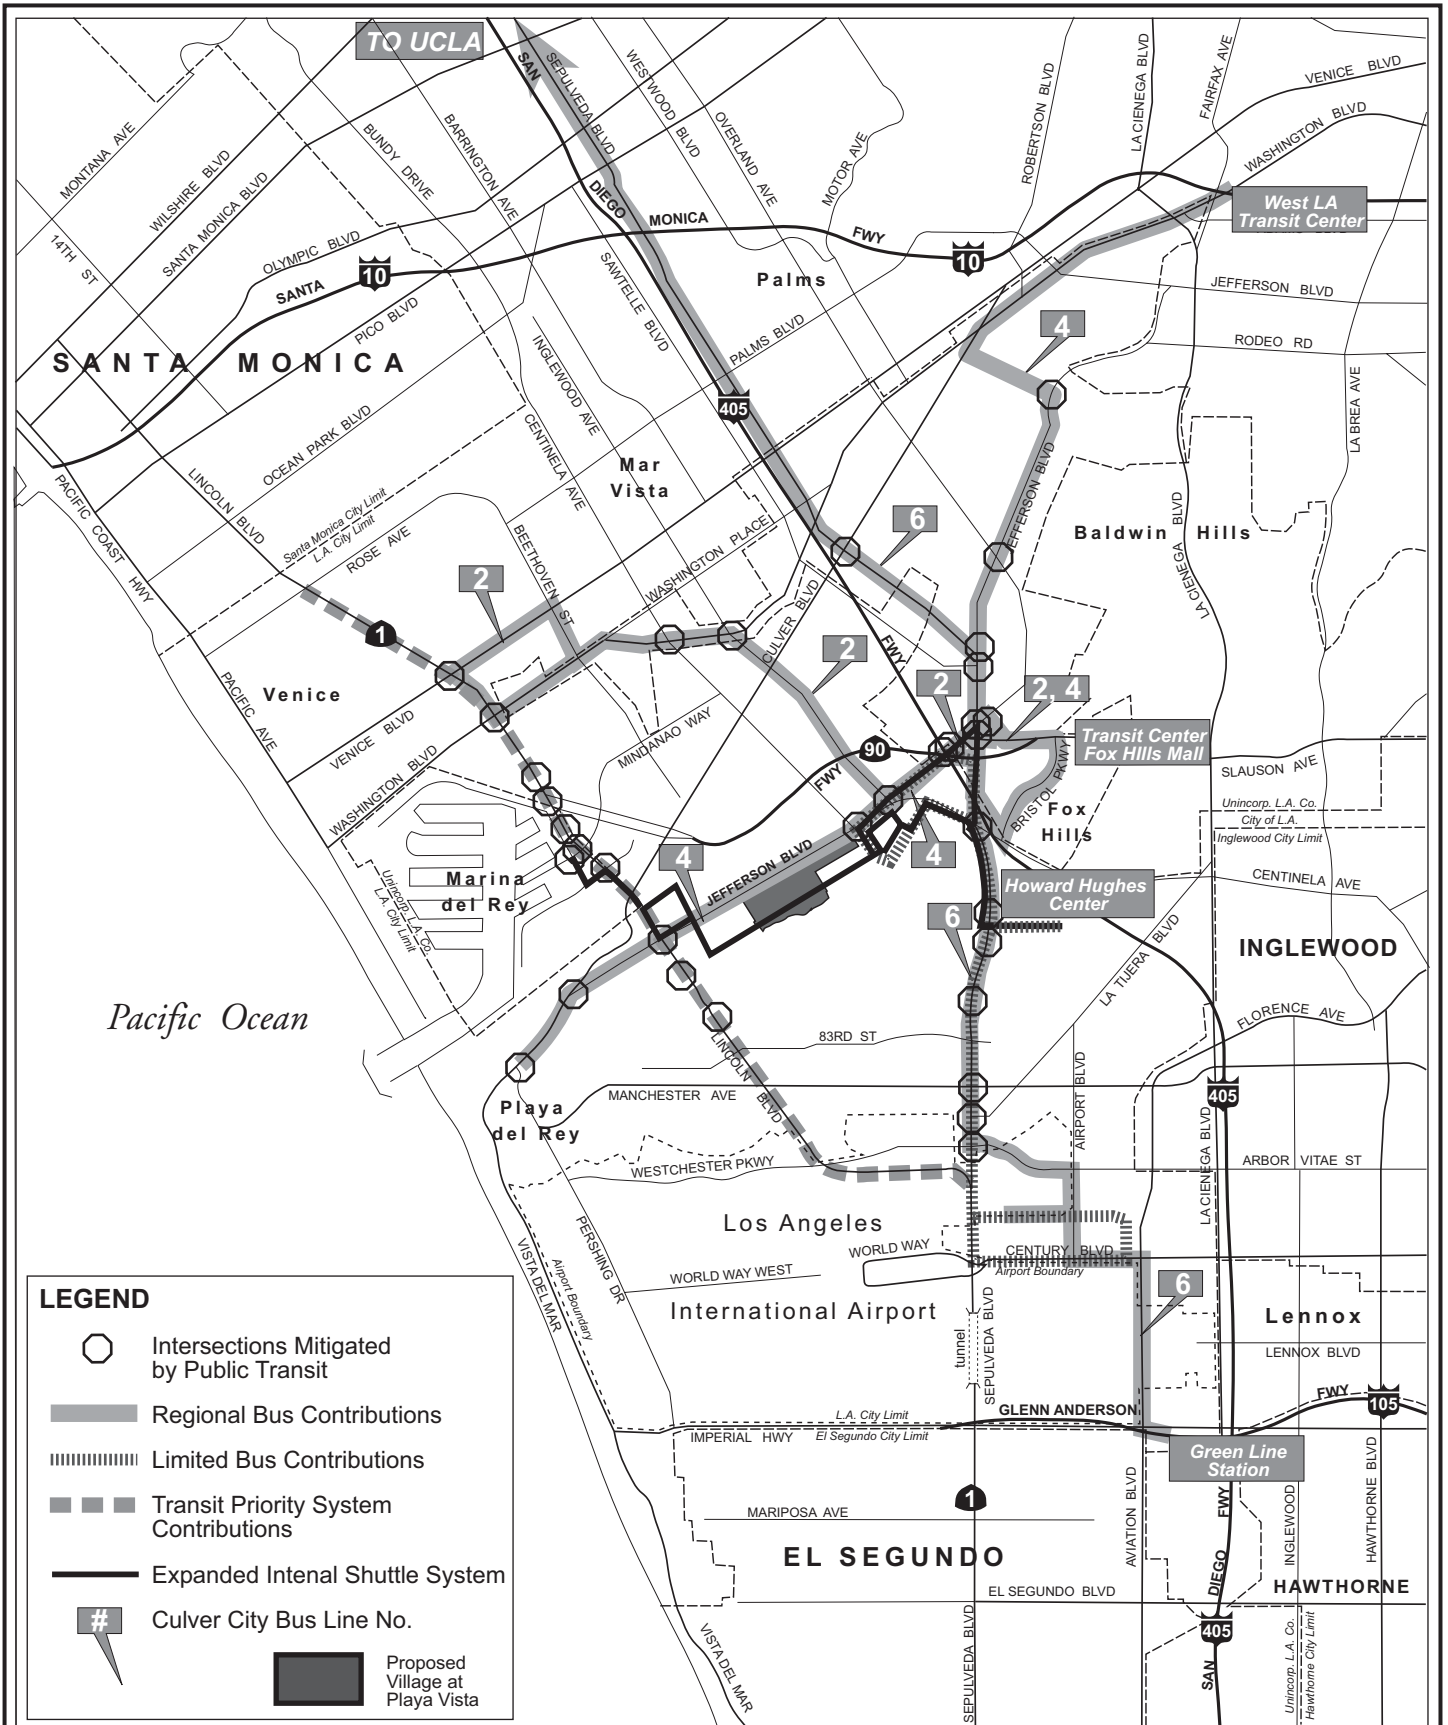 TO UCLA
SAN
DIEGO
SEPULVEDA BLVD
WESTWOOD BLVD
OVERLAND AVE
MOTOR AVE
ROBERTSON BLVD
LA CIENEGA BLVD
FAIRFAX AVE
VENICE BLVD
WASHINGTON BLVD
MONTANA AVE
WILSHIRE BLVD
SANTA MONICA BLVD
BUNDY DRIVE
BARRINGTON AVE
14TH ST
OLYMPIC BLVD
SANTA
10
MONICA
FWY
10
West LA
Transit Center
SAWTELLE BLVD
Palms
JEFFERSON BLVD
PICO BLVD
PALMS BLVD
4
RODEO RD
SANTA MONICA
INGLEWOOD AVE
405
LA BREA AVE
OCEAN PARK BLVD
CENTINELA AVE
Mar
Vista
JEFFERSON BLVD
PACIFIC COAST HWY
LINCOLN BLVD
Santa Monica City Limit
L.A. City Limit
ROSE AVE
BEETHOVEN ST
WASHINGTON PLACE
6
Baldwin Hills
LA CIENEGA BLVD
LA CIENEGA BLVD
2
1
CULVER BLVD
FWY
2
2
2, 4
PACIFIC AVE
Venice
VENICE BLVD
MINDANAO WAY
WASHINGTON BLVD
90
FWY
Transit Center
Fox HIlls Mall
BRISTOL PKWY
SLAUSON AVE
Unincorp. L.A. Co.
City of L.A.
Inglewood City Limit
Fox
Hills
4
4
JEFFERSON BLVD
Marina
del Rey
Unincorp. L.A. Co.
L.A. City Limit
Howard Hughes
Center
CENTINELA AVE
6
LA TIJERA BLVD
INGLEWOOD
Pacific Ocean
FLORENCE AVE
83RD ST
LINCOLN BLVD
MANCHESTER AVE
AIRPORT BLVD
405
Playa
del Rey
WESTCHESTER PKWY
LA CIENEGA BLVD
ARBOR VITAE ST
Los Angeles
WORLD WAY
CENTURY BLVD
Airport Boundary
WORLD WAY WEST
PERSHING DR
VISTA DEL MAR
Airport Boundary
International Airport
tunnel
SEPULVEDA BLVD
6
Lennox
LENNOX BLVD
FWY
105
GLENN ANDERSON
L.A. City Limit
IMPERIAL HWY
El Segundo City Limit
Green Line
Station
1
MARIPOSA AVE
AVIATION BLVD
FWY
INGLEWOOD
HAWTHORNE BLVD
EL SEGUNDO
DIEGO
EL SEGUNDO BLVD
HAWTHORNE
405
SAN
SEPULVEDA BLVD
VISTA DEL MAR
Unincorp. L.A. Co.
Hawthorne City Limit
LEGEND
Intersections Mitigated
by Public Transit
Regional Bus Contributions
Limited Bus Contributions
Transit Priority System
Contributions
Expanded Intenal Shuttle System
#
Culver City Bus Line No.
Proposed
Village at
Playa Vista